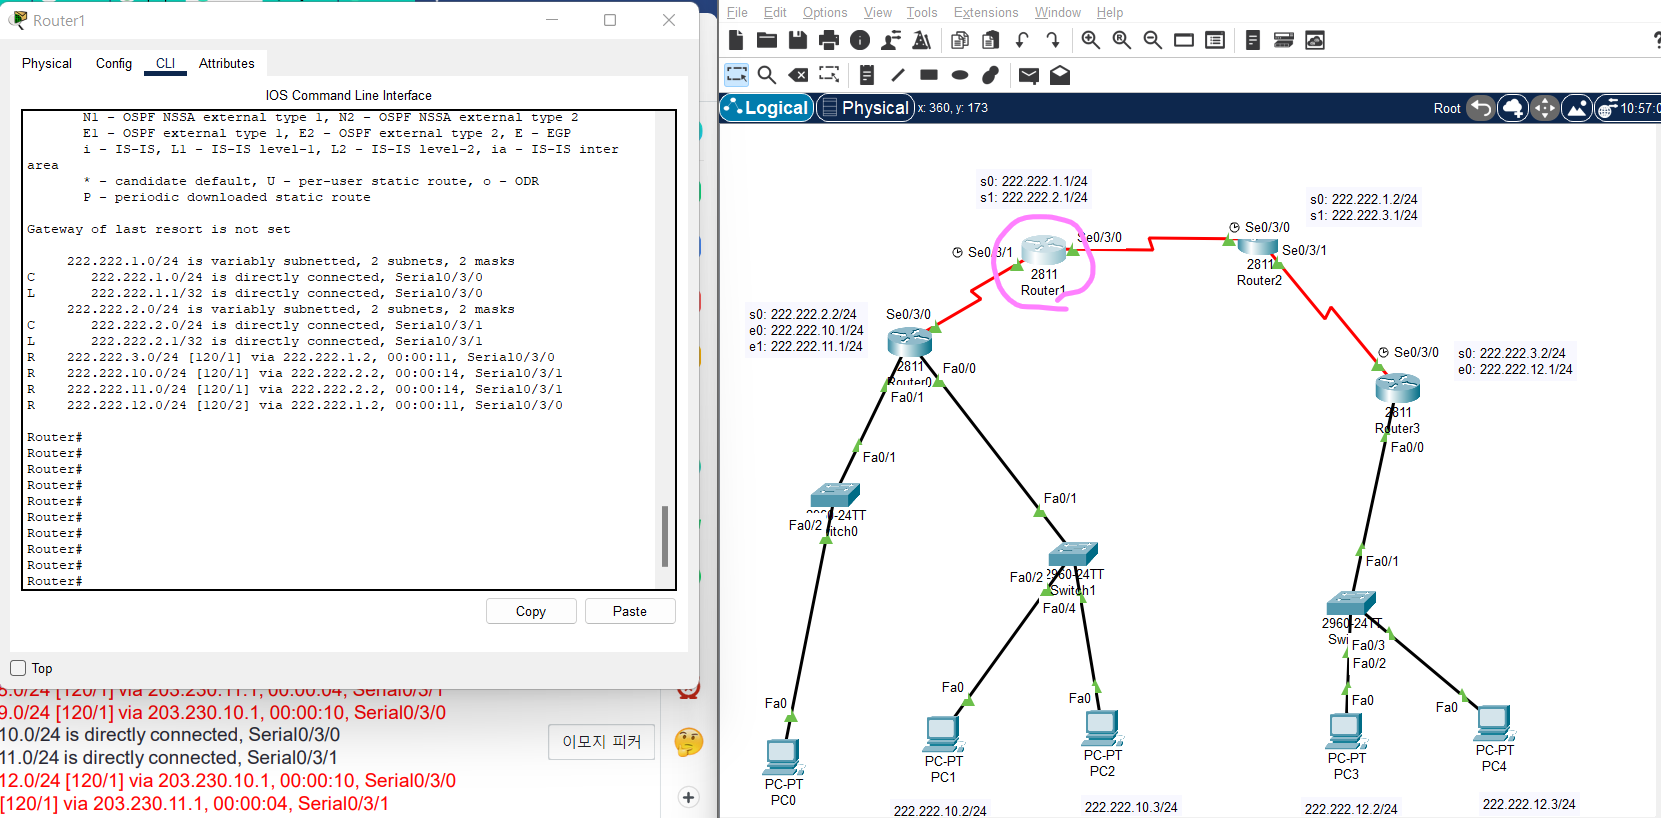 Router1
Physical
Config
CLI
Attributes
IOS Command Line Interface
N1 - OSPF NSSA external type 1, N2 - OSPF NSSA external type 2
E1 - OSPF external type 1, E2 - OSPF external type 2, E - EGP
i - IS-IS, L1 - IS-IS level-1, L2 - IS-IS level-2, ia - IS-IS inter
area
* - candidate default, U - per-user static route, o - ODR
P - periodic downloaded static route
Gateway of last resort is not set
222.222.1.0/24 is variably subnetted, 2 subnets, 2 masks
C 222.222.1.0/24 is directly connected, Serial0/3/0
L 222.222.1.1/32 is directly connected, Serial0/3/0
222.222.2.0/24 is variably subnetted, 2 subnets, 2 masks
C 222.222.2.0/24 is directly connected, Serial0/3/1
L 222.222.2.1/32 is directly connected, Serial0/3/1
R 222.222.3.0/24 [120/1] via 222.222.1.2, 00:00:11, Serial0/3/0
R 222.222.10.0/24 [120/1] via 222.222.2.2, 00:00:14, Serial0/3/1
R 222.222.11.0/24 [120/1] via 222.222.2.2, 00:00:14, Serial0/3/1
R 222.222.12.0/24 [120/2] via 222.222.1.2, 00:00:11, Serial0/3/0
Router#
Router#
Router#
Router#
Router#
Router#
Router#
Router#
Router#
Router#
Copy
Paste
Top
5.0/24 [120/1] via 203.230.11.1, 00:00:04, Serial0/3/1
9.0/24 [120/1] via 203.230.10.1, 00:00:10, Serial0/3/0
10.0/24 is directly connected, Serial0/3/0
11.0/24 is directly connected, Serial0/3/1
12.0/24 [120/1] via 203.230.10.1, 00:00:10, Serial0/3/0
[120/1] via 203.230.11.1, 00:00:04, Serial0/3/1
이모지 피커
File Edit Options View Tools Extensions Window Help
Logical
Physical
x: 360, y: 173
Root
10:57:0
s0: 222.222.1.1/24
s1: 222.222.2.1/24
s0: 222.222.1.2/24
s1: 222.222.3.1/24
Se0/3/1
Se0/3/0
2811
Router1
Se0/3/0
Se0/3/1
2811
Router2
s0: 222.222.2.2/24
e0: 222.222.10.1/24
e1: 222.222.11.1/24
Se0/3/0
2811
Router0
Fa0/0
Fa0/1
Se0/3/0
s0: 222.222.3.2/24
e0: 222.222.12.1/24
2811
Router3
Fa0/0
Fa0/1
2960-24TT
Fa0/2
itch0
Fa0/1
Fa0/2
2960-24TT
Switch1
Fa0/4
Fa0/1
2960-24TT
Swi
Fa0/3
Fa0/2
Fa0
PC-PT
PC0
Fa0
PC-PT
PC1
Fa0
PC-PT
PC2
Fa0
PC-PT
PC3
Fa0
PC-PT
PC4
222.222.10.2/24
222.222.10.3/24
222.222.12.2/24
222.222.12.3/24